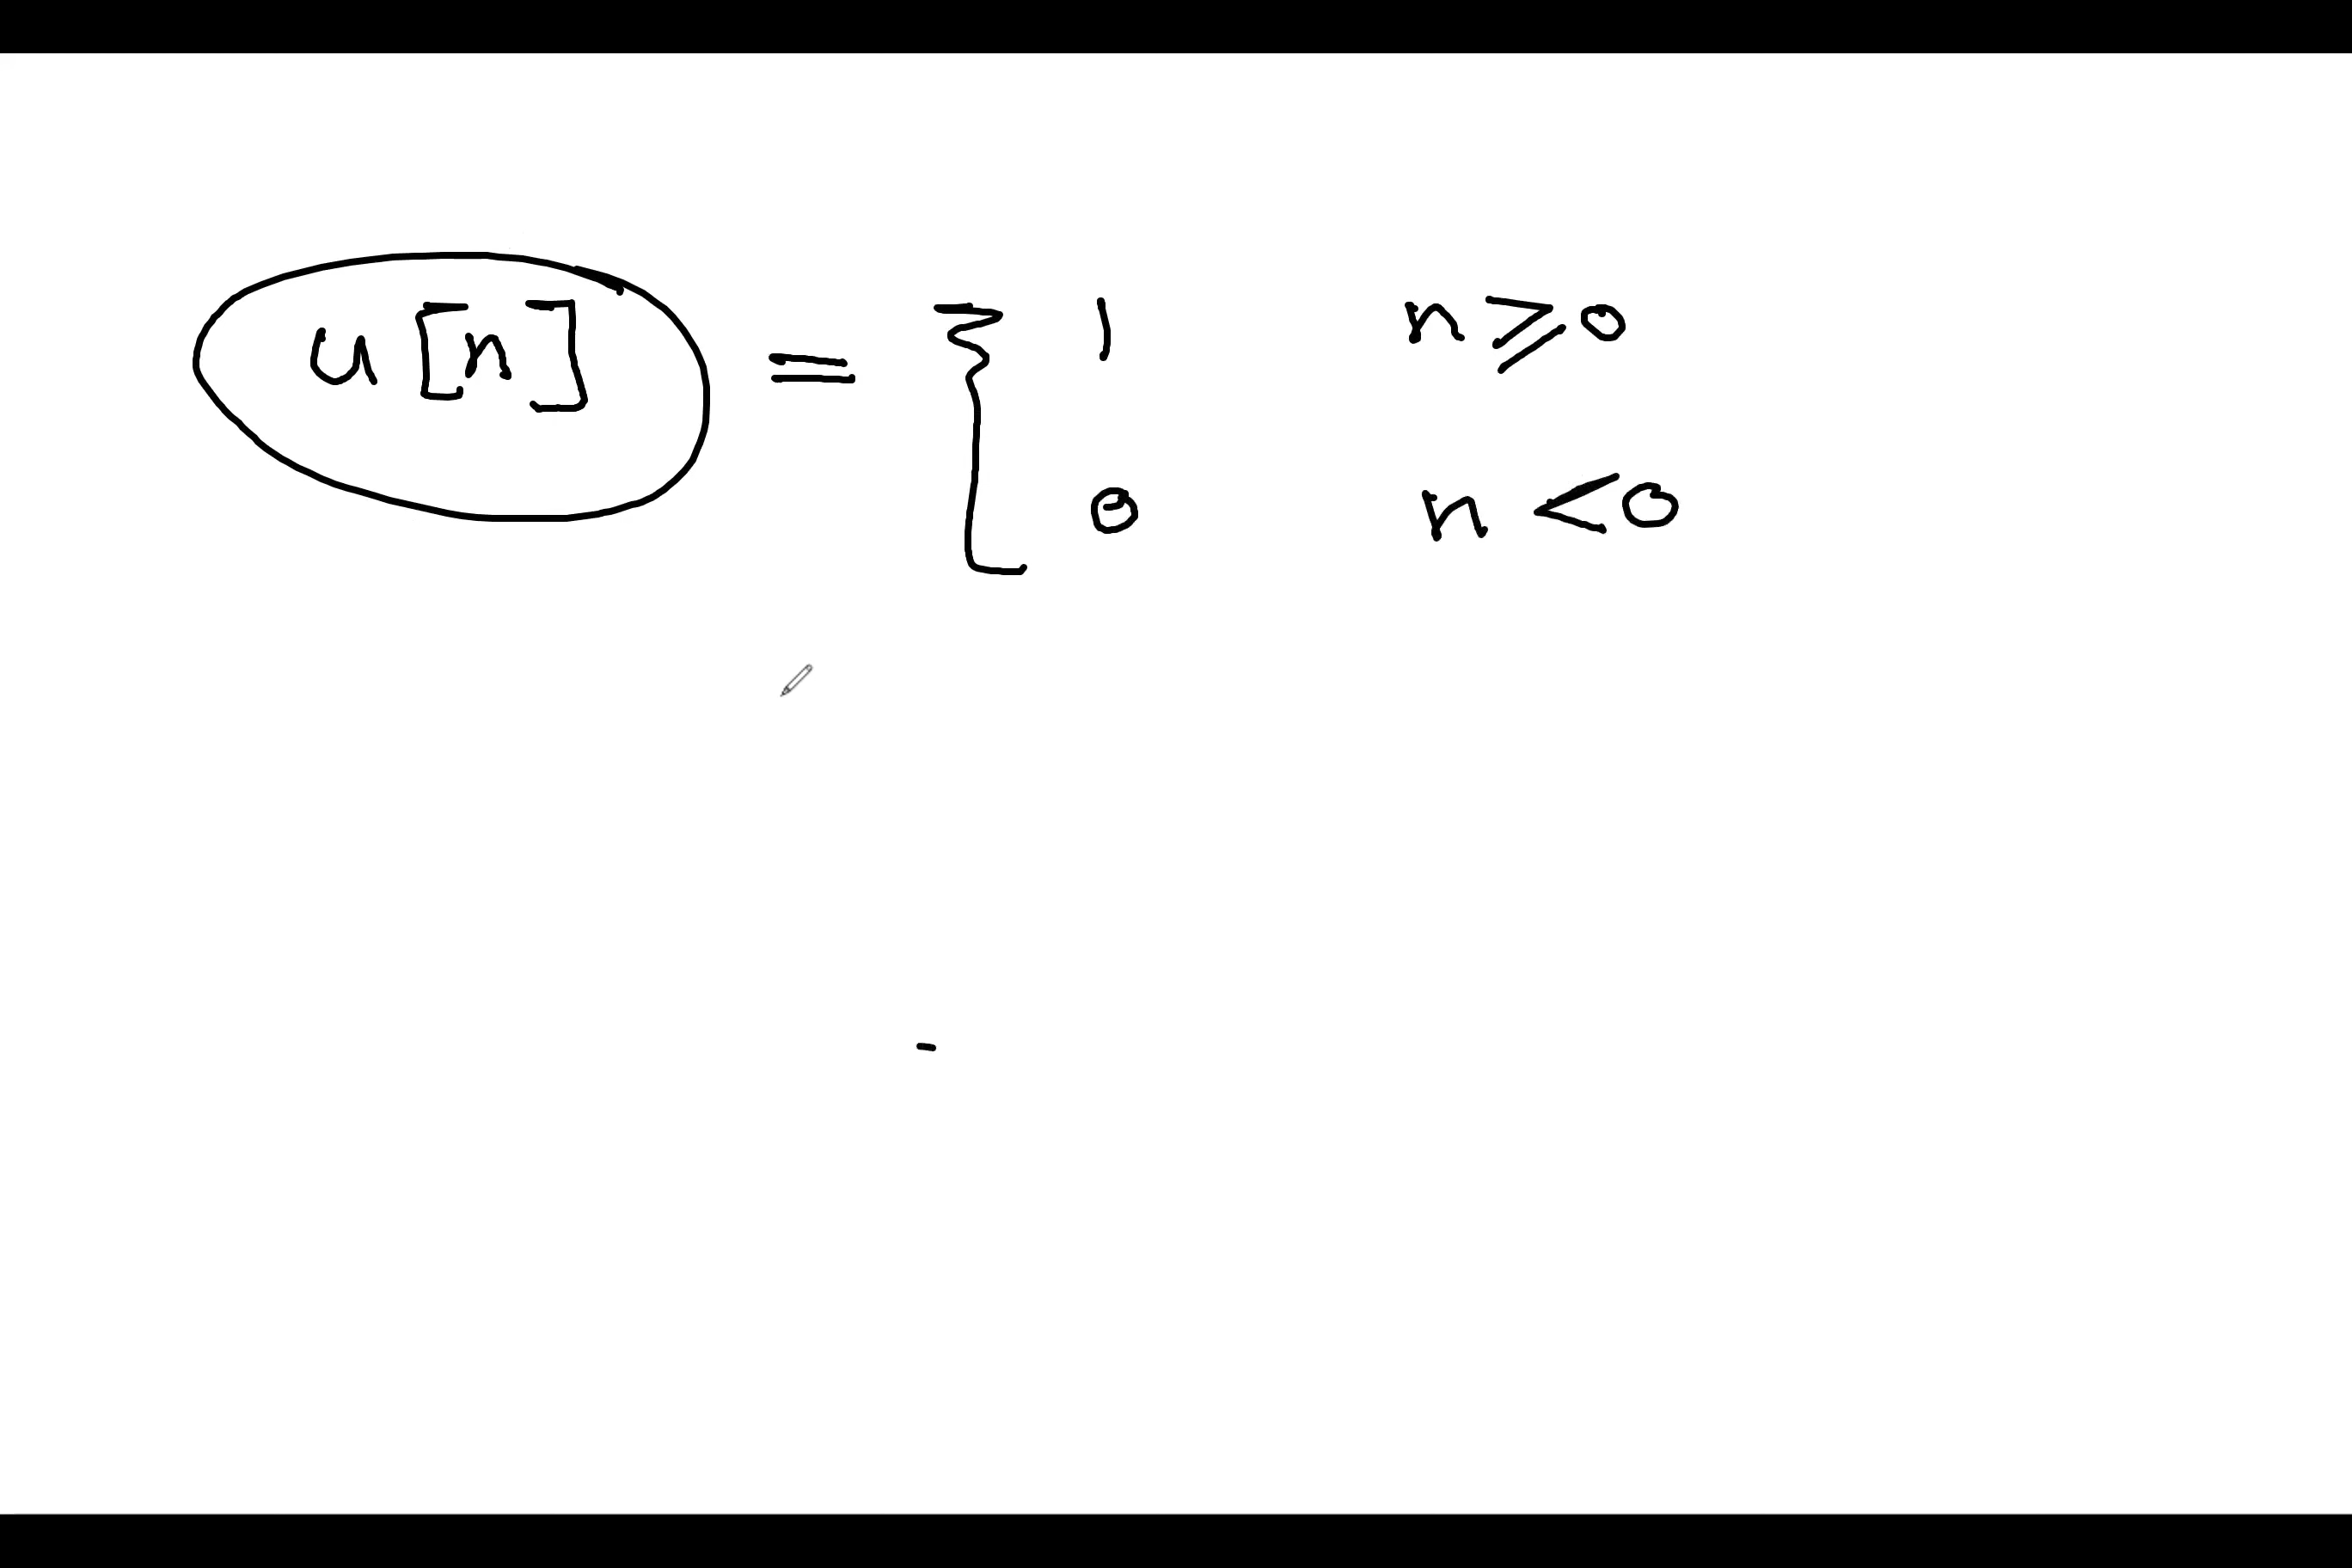 u[n] = { 1 n ≥ 0
0 n < 0